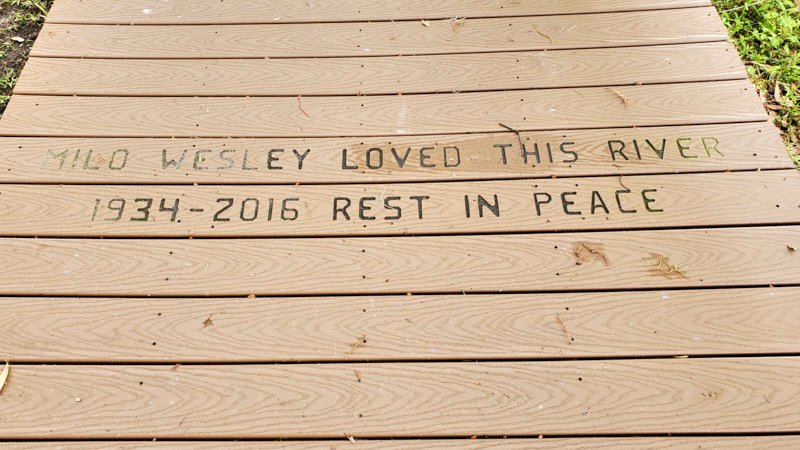 MILO WESLEY LOVED THIS RIVER
1934-2016 REST IN PEACE